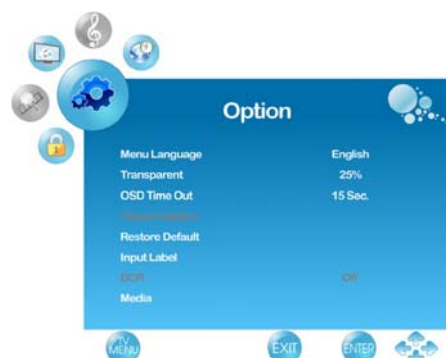 Option
Menu Language English
Transparent 25%
OSD Time Out 15 Sec.
Restore Default
Input Label
DCR Off
Media
TV MENU EXIT ENTER